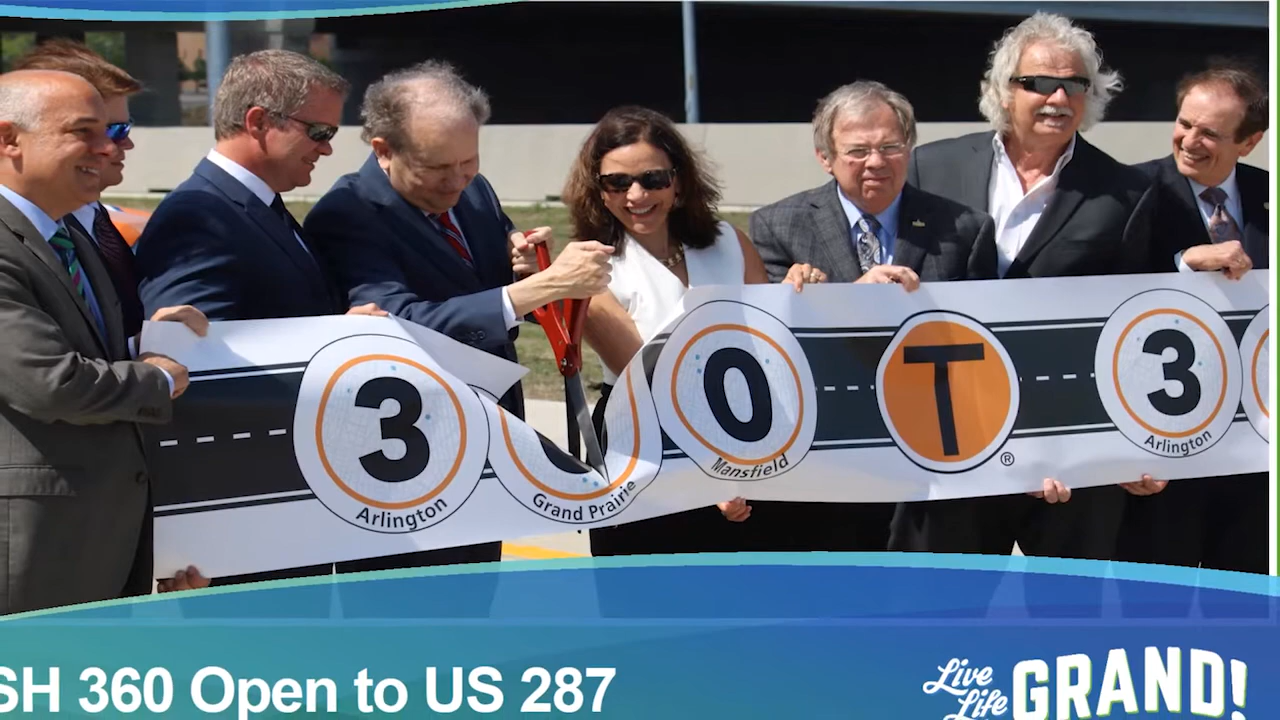 3 0 T 3
Arlington Grand Prairie Mansfield ® Arlington
SH 360 Open to US 287
Live
Life
GRAND!